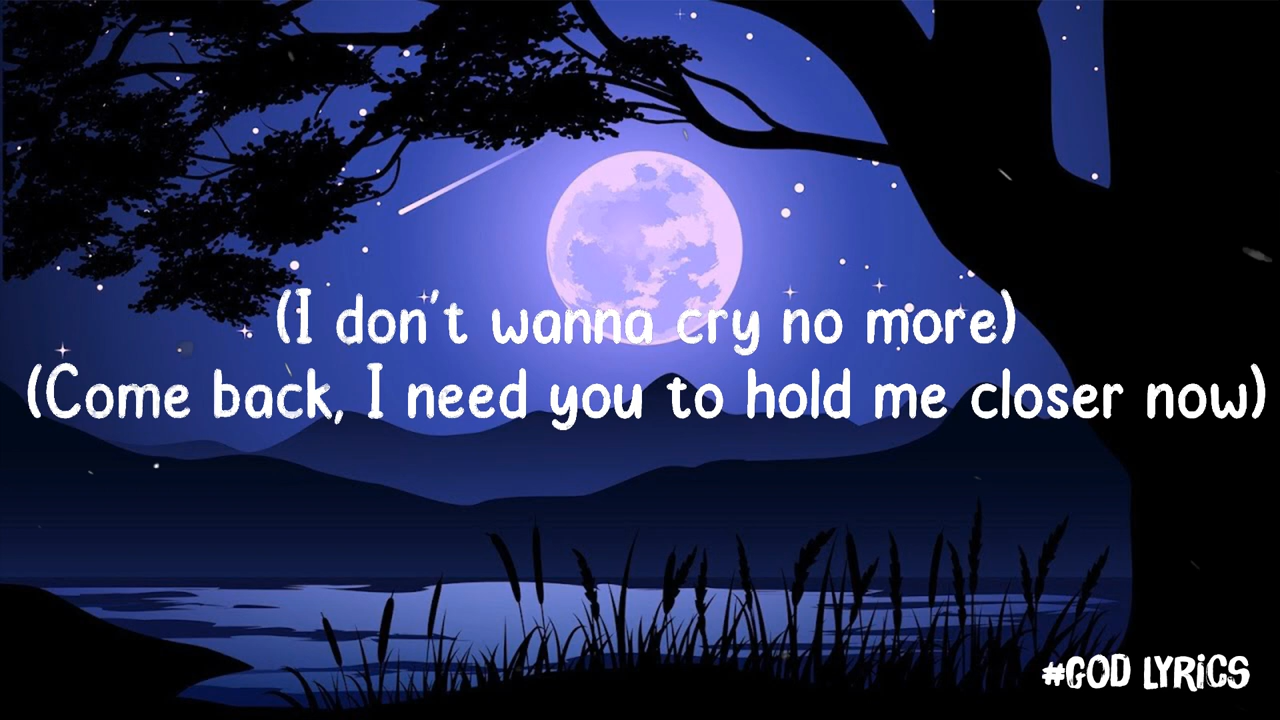 (I don't wanna cry no more)
(Come back, I need you to hold me closer now)
#GOD LYRiCS